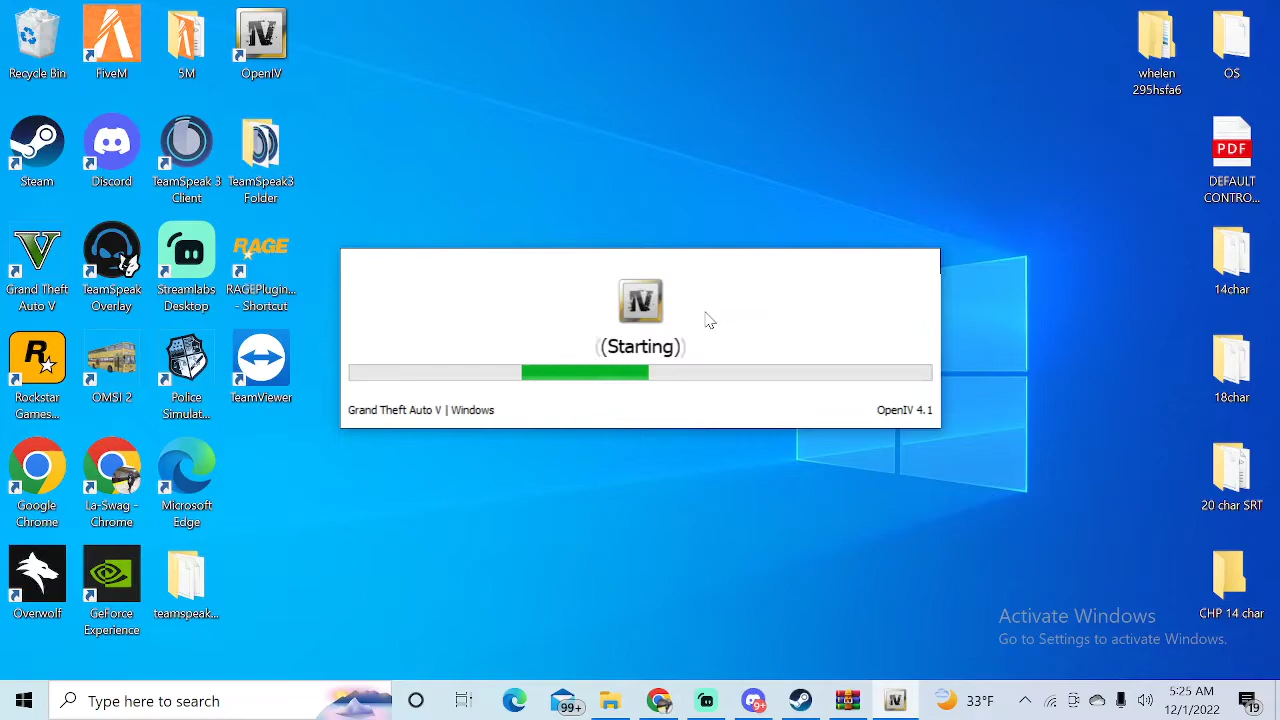 Recycle Bin
FiveM
5M
OpenIV
Steam
Discord
TeamSpeak 3
Client
TeamSpeak3
Folder
Grand Theft
Auto V
TeamSpeak
Overlay
Streamlabs
Desktop
RAGE
RAGEPlugin...
- Shortcut
Rockstar
Games...
OMSI 2
Police
Simulat...
TeamViewer
Google
Chrome
La-Swag -
Chrome
Microsoft
Edge
Overwolf
GeForce
Experience
teamspeak...
IV
((Starting))
Grand Theft Auto V | Windows
OpenIV 4.1
whelen
295hsfa6
OS
PDF
DEFAULT
CONTRO...
14char
18char
20 char SRT
CHP 14 char
Activate Windows
Go to Settings to activate Windows.
Type here to search
99+
9+
33°F
5:25 AM
12/1/2022
19